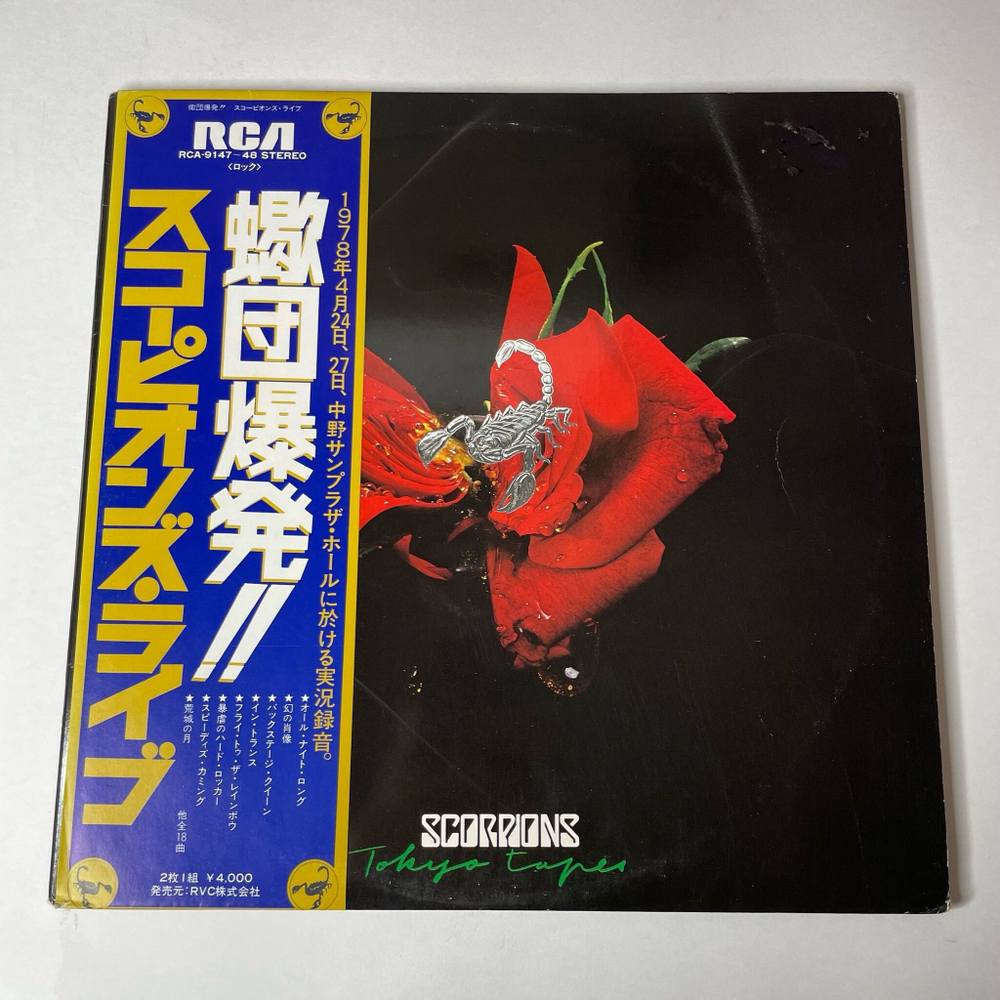 蠍団爆発!! スコーピオンズ・ライブ
RCA
RCA-9147~48 STEREO
〈ロック〉
1978年4月24日、27日、中野サンプラザ・ホールに於ける実況録音。
蠍団爆発!!
スコーピオンズ・ライブ
★オール・ナイト・ロング
★幻の肖像
★バックステージ・クイーン
★イン・トランス
★フライ・トゥ・ザ・レインボウ
★暴虐のハード・ロッカー
★スピーディズ・カミング
★荒城の月
他全18曲
2枚1組 ¥4,000
発売元:RVC株式会社
SCORPIONS
Tokyo tapes